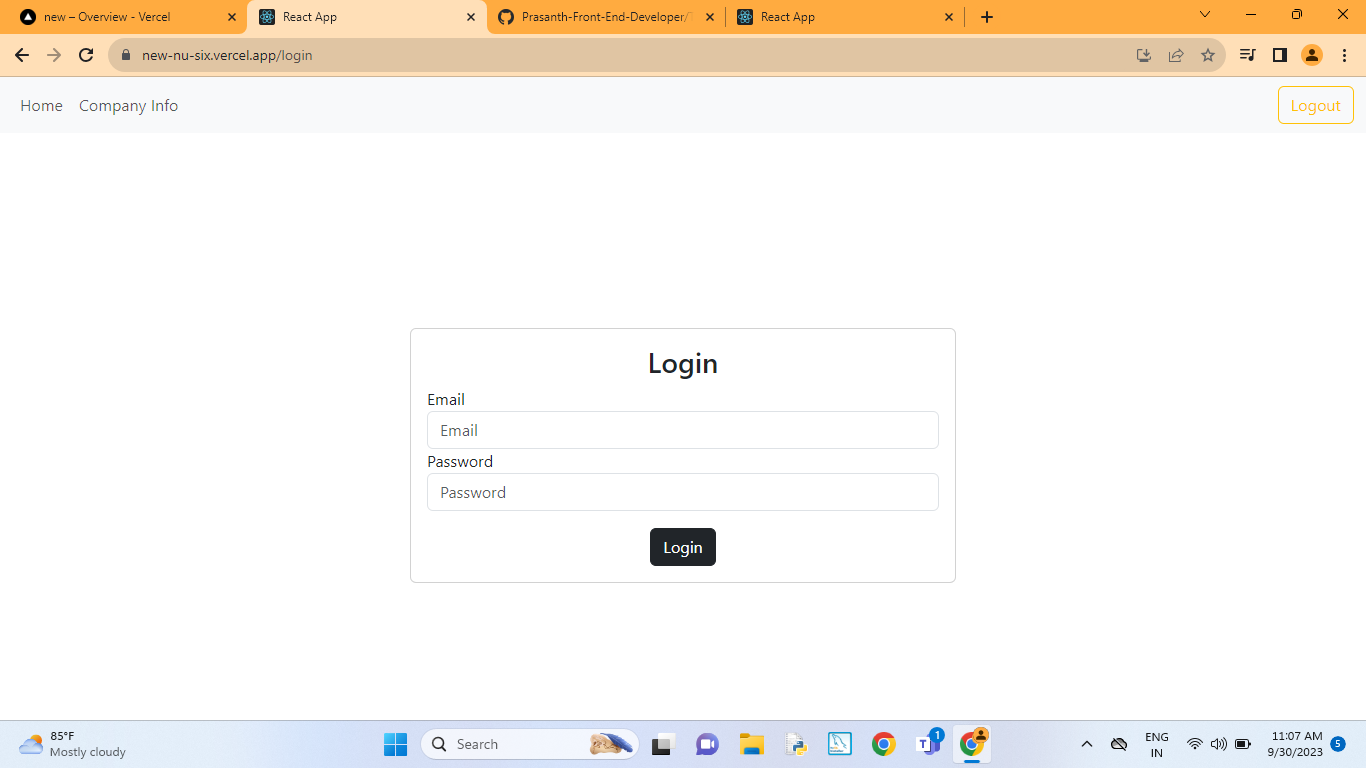 new – Overview - Vercel
React App
Prasanth-Front-End-Developer/
React App
new-nu-six.vercel.app/login
Home Company Info
Logout
Login
Email
Email
Password
Password
Login
85°F
Mostly cloudy
Search
1
ENG
IN
11:07 AM
9/30/2023
5